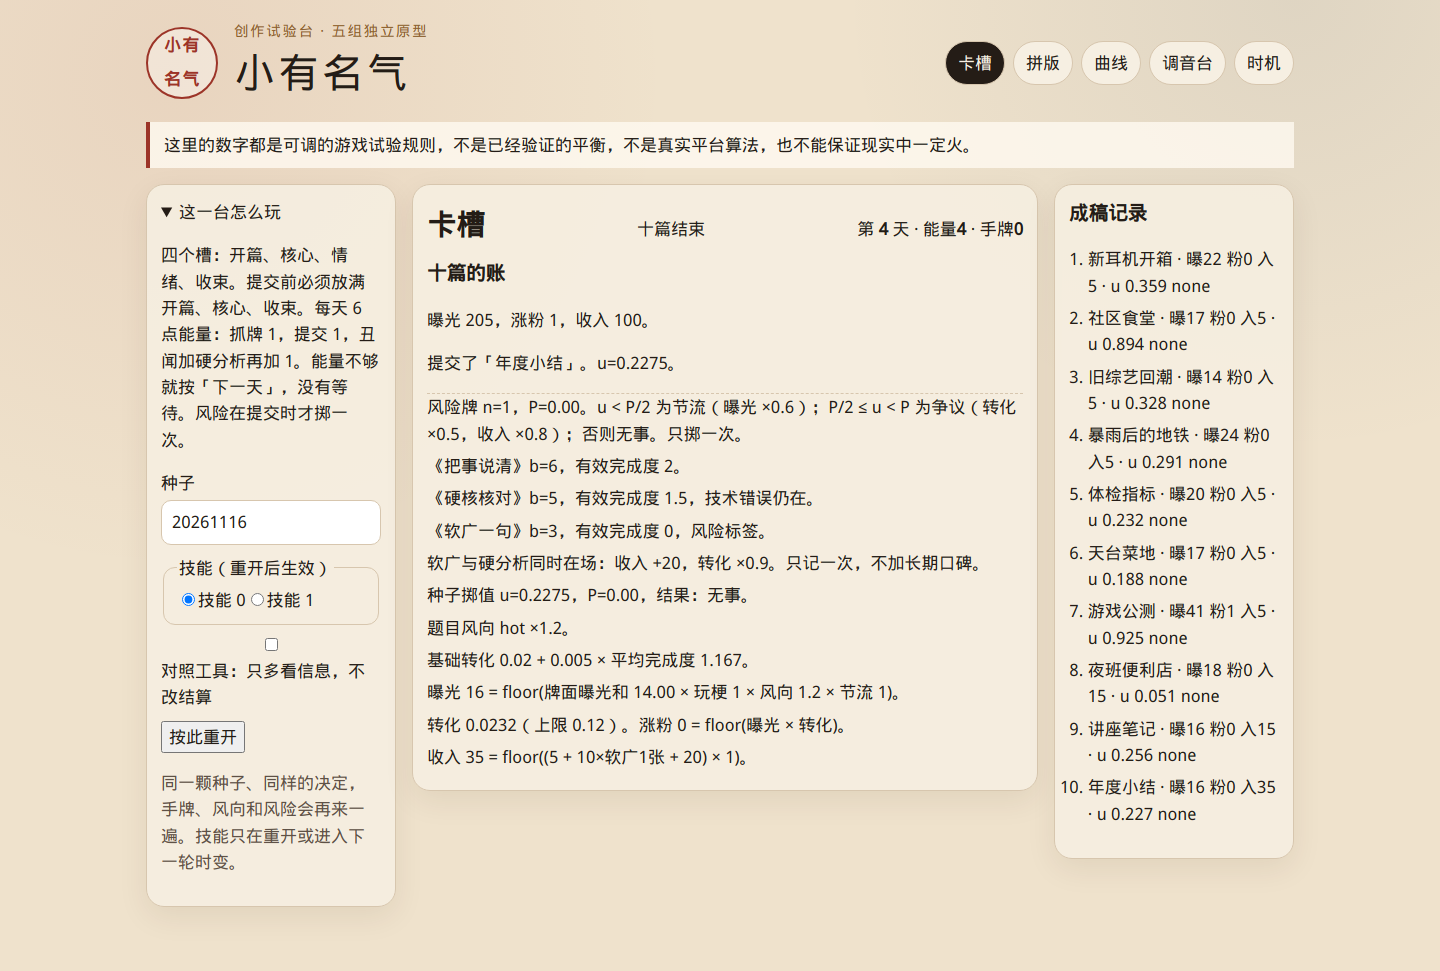 小有
名气
创作试验台 · 五组独立原型
小有名气
卡槽
拼版
曲线
调音台
时机
这里的数字都是可调的游戏试验规则，不是已经验证的平衡，不是真实平台算法，也不能保证现实中一定火。
▼ 这一台怎么玩
四个槽：开篇、核心、情
绪、收束。提交前必须放满
开篇、核心、收束。每天 6
点能量：抓牌 1，提交 1，丑
闻加硬分析再加 1。能量不够
就按「下一天」，没有等
待。风险在提交时才掷一
次。
种子
20261116
技能（重开后生效）
技能 0 技能 1
对照工具：只多看信息，不
改结算
按此重开
同一颗种子、同样的决定，
手牌、风向和风险会再来一
遍。技能只在重开或进入下
一轮时变。
卡槽
十篇结束
第 4 天 · 能量4 · 手牌0
十篇的账
曝光 205，涨粉 1，收入 100。
提交了「年度小结」。u=0.2275。
风险牌 n=1，P=0.00。u < P/2 为节流（曝光 ×0.6）；P/2 ≤ u < P 为争议（转化
×0.5，收入 ×0.8）；否则无事。只掷一次。
《把事说清》b=6，有效完成度 2。
《硬核核对》b=5，有效完成度 1.5，技术错误仍在。
《软广一句》b=3，有效完成度 0，风险标签。
软广与硬分析同时在场：收入 +20，转化 ×0.9。只记一次，不加长期口碑。
种子掷值 u=0.2275，P=0.00，结果：无事。
题目风向 hot ×1.2。
基础转化 0.02 + 0.005 × 平均完成度 1.167。
曝光 16 = floor(牌面曝光和 14.00 × 玩梗 1 × 风向 1.2 × 节流 1)。
转化 0.0232（上限 0.12）。涨粉 0 = floor(曝光 × 转化)。
收入 35 = floor((5 + 10×软广1张 + 20) × 1)。
成稿记录
1. 新耳机开箱 · 曝22 粉0 入
5 · u 0.359 none
2. 社区食堂 · 曝17 粉0 入5 ·
u 0.894 none
3. 旧综艺回潮 · 曝14 粉0 入
5 · u 0.328 none
4. 暴雨后的地铁 · 曝24 粉0
入5 · u 0.291 none
5. 体检指标 · 曝20 粉0 入5 ·
u 0.232 none
6. 天台菜地 · 曝17 粉0 入5 ·
u 0.188 none
7. 游戏公测 · 曝41 粉1 入5 ·
u 0.925 none
8. 夜班便利店 · 曝18 粉0 入
15 · u 0.051 none
9. 讲座笔记 · 曝16 粉0 入15
· u 0.256 none
10. 年度小结 · 曝16 粉0 入35
· u 0.227 none